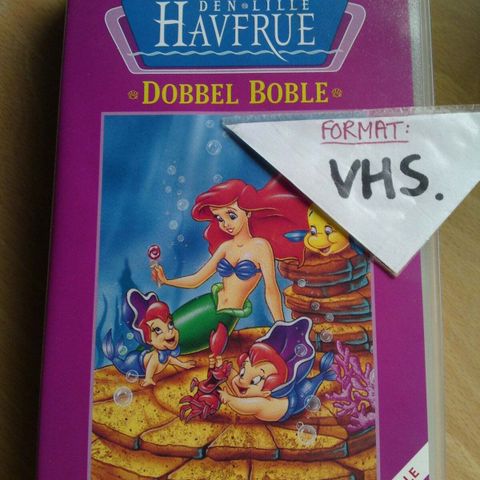 DEN LILLE
HAVFRUE
DOBBEL BOBLE
FORMAT:
VHS.